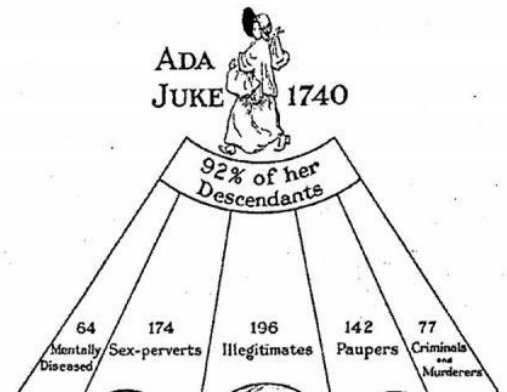 ADA
JUKE 1740
92% of her
Descendants
64 174 196 142 77
Mentally Diseased
Sex-perverts
Illegitimates
Paupers
Criminals and Murderers